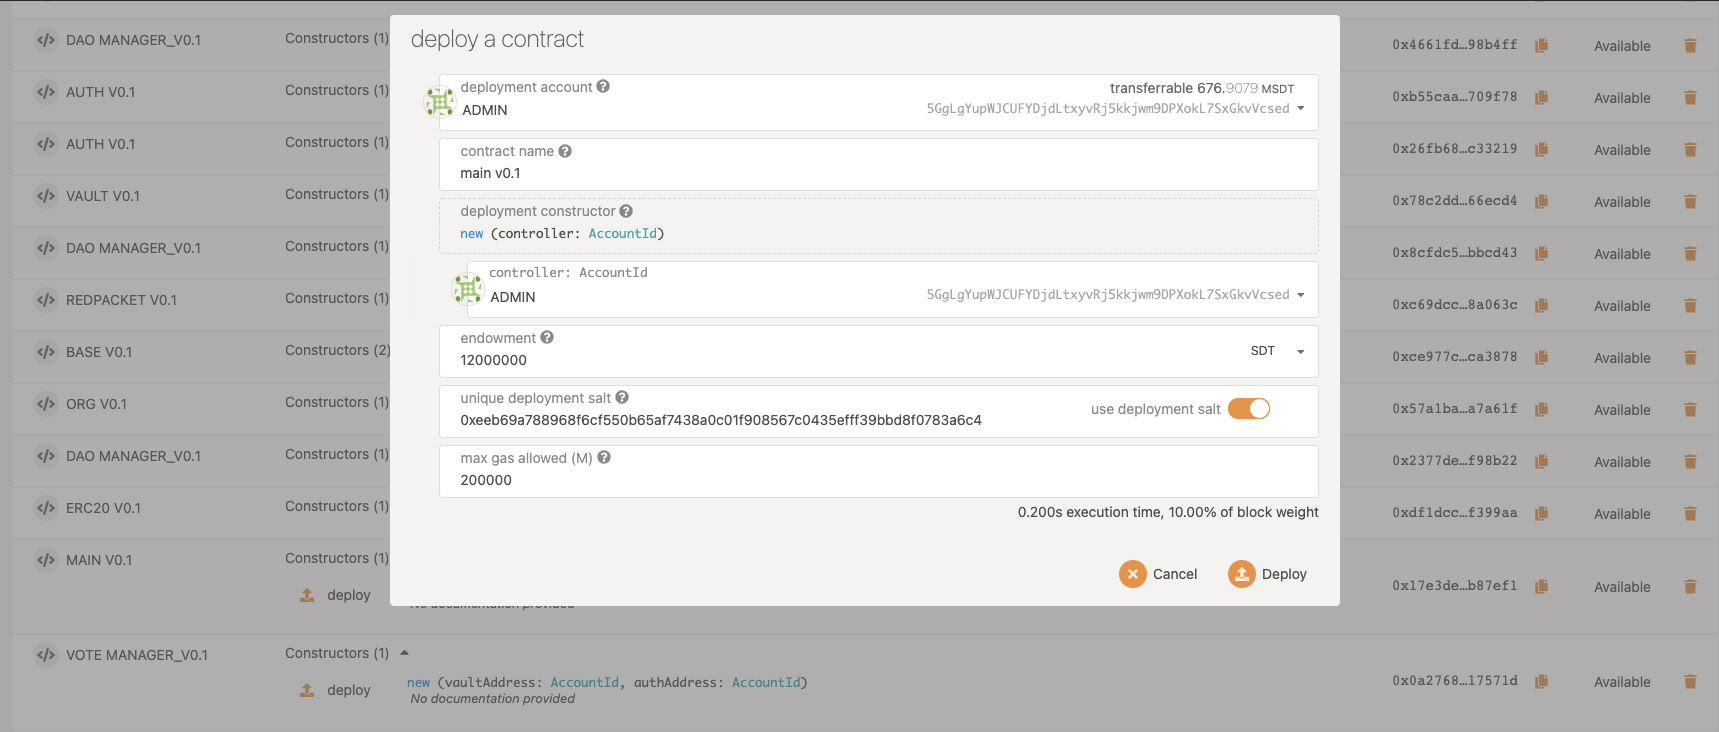 deploy a contract
deployment account
transferrable 676.9079 MSDT
ADMIN
5GgLgYupWJCUFYDjdLtxyvRj5kkjwm9DPXokL7SxGkvVcsed
contract name
main v0.1
deployment constructor
new (controller: AccountId)
controller: AccountId
ADMIN
5GgLgYupWJCUFYDjdLtxyvRj5kkjwm9DPXokL7SxGkvVcsed
endowment
12000000
SDT
unique deployment salt
0xeeb69a788968f6cf550b65af7438a0c01f908567c0435efff39bbd8f0783a6c4
use deployment salt
max gas allowed (M)
200000
0.200s execution time, 10.00% of block weight
Cancel
Deploy
DAO MANAGER_V0.1 Constructors (1) 0x4661fd…98b4ff Available
AUTH V0.1 Constructors (1) 0xb55caa…709f78 Available
AUTH V0.1 Constructors (1) 0x26fb68…c33219 Available
VAULT V0.1 Constructors (1) 0x78c2dd…66ecd4 Available
DAO MANAGER_V0.1 Constructors (1) 0x8cfdc5…bbcd43 Available
REDPACKET V0.1 Constructors (1) 0xc69dcc…8a063c Available
BASE V0.1 Constructors (2) 0xce977c…ca3878 Available
ORG V0.1 Constructors (1) 0x57a1ba…a7a61f Available
DAO MANAGER_V0.1 Constructors (1) 0x2377de…f98b22 Available
ERC20 V0.1 Constructors (1) 0xdf1dcc…f399aa Available
MAIN V0.1 Constructors (1) 0x17e3de…b87ef1 Available
deploy
No documentation provided
VOTE MANAGER_V0.1 Constructors (1) 0x0a2768…17571d Available
deploy
new (vaultAddress: AccountId, authAddress: AccountId)
No documentation provided